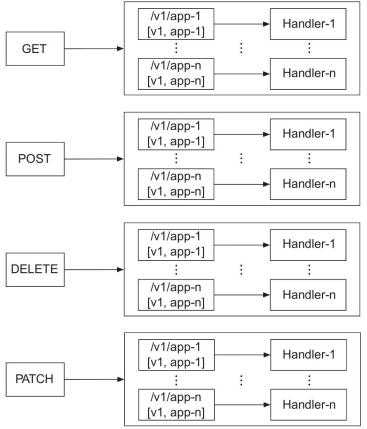 /v1/app-1
[v1, app-1]
Handler-1
GET
⋮ ⋮ ⋮
/v1/app-n
[v1, app-n]
Handler-n
/v1/app-1
[v1, app-1]
Handler-1
POST
⋮ ⋮ ⋮
/v1/app-n
[v1, app-n]
Handler-n
/v1/app-1
[v1, app-1]
Handler-1
DELETE
⋮ ⋮ ⋮
/v1/app-n
[v1, app-n]
Handler-n
/v1/app-1
[v1, app-1]
Handler-1
PATCH
⋮ ⋮ ⋮
/v1/app-n
[v1, app-n]
Handler-n